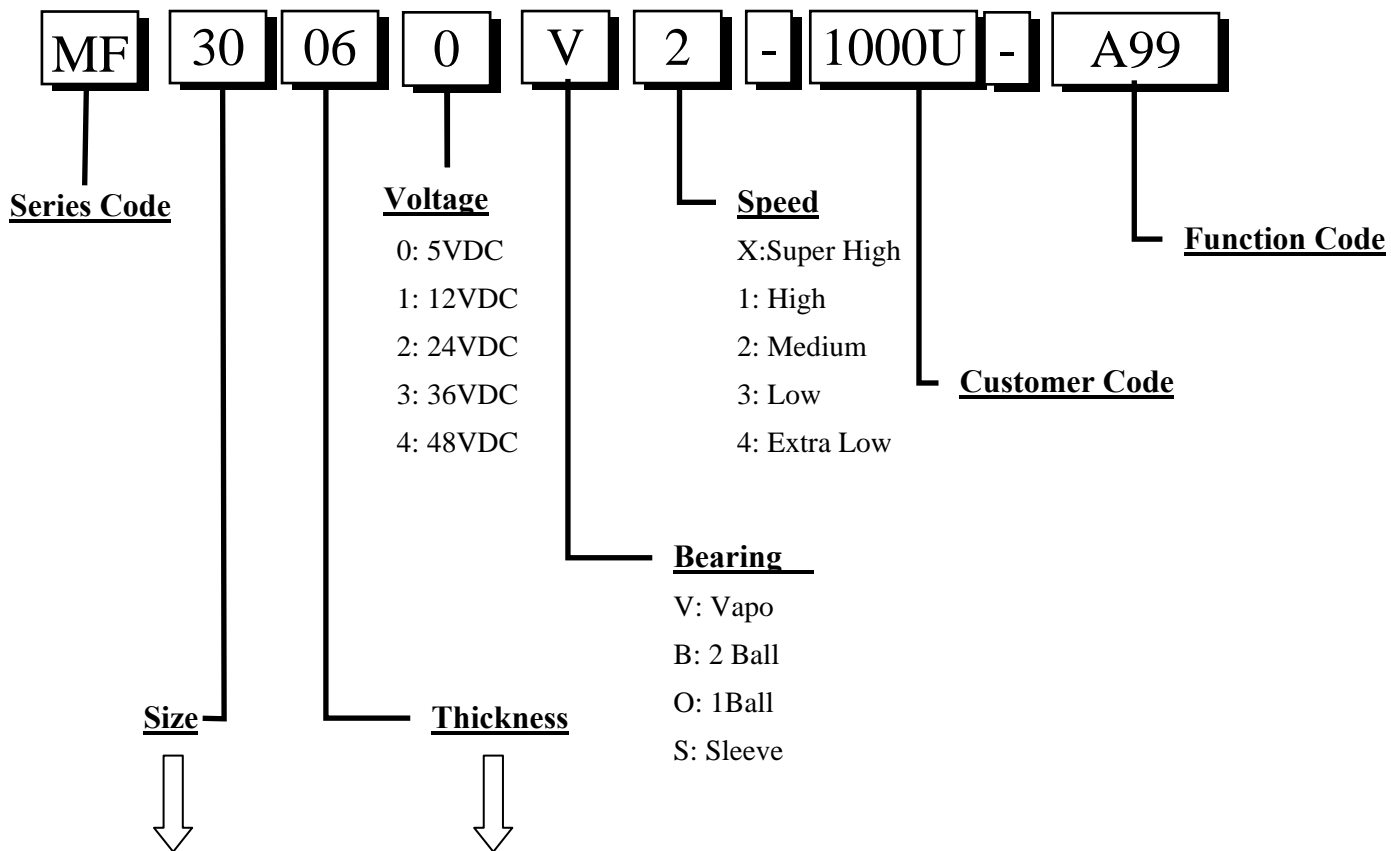 MF 30 06 0 V 2 - 1000U - A99
Series Code
Voltage
0: 5VDC
1: 12VDC
2: 24VDC
3: 36VDC
4: 48VDC
Speed
X:Super High
1: High
2: Medium
3: Low
4: Extra Low
Function Code
Customer Code
Bearing
V: Vapo
B: 2 Ball
O: 1Ball
S: Sleeve
Size
Thickness